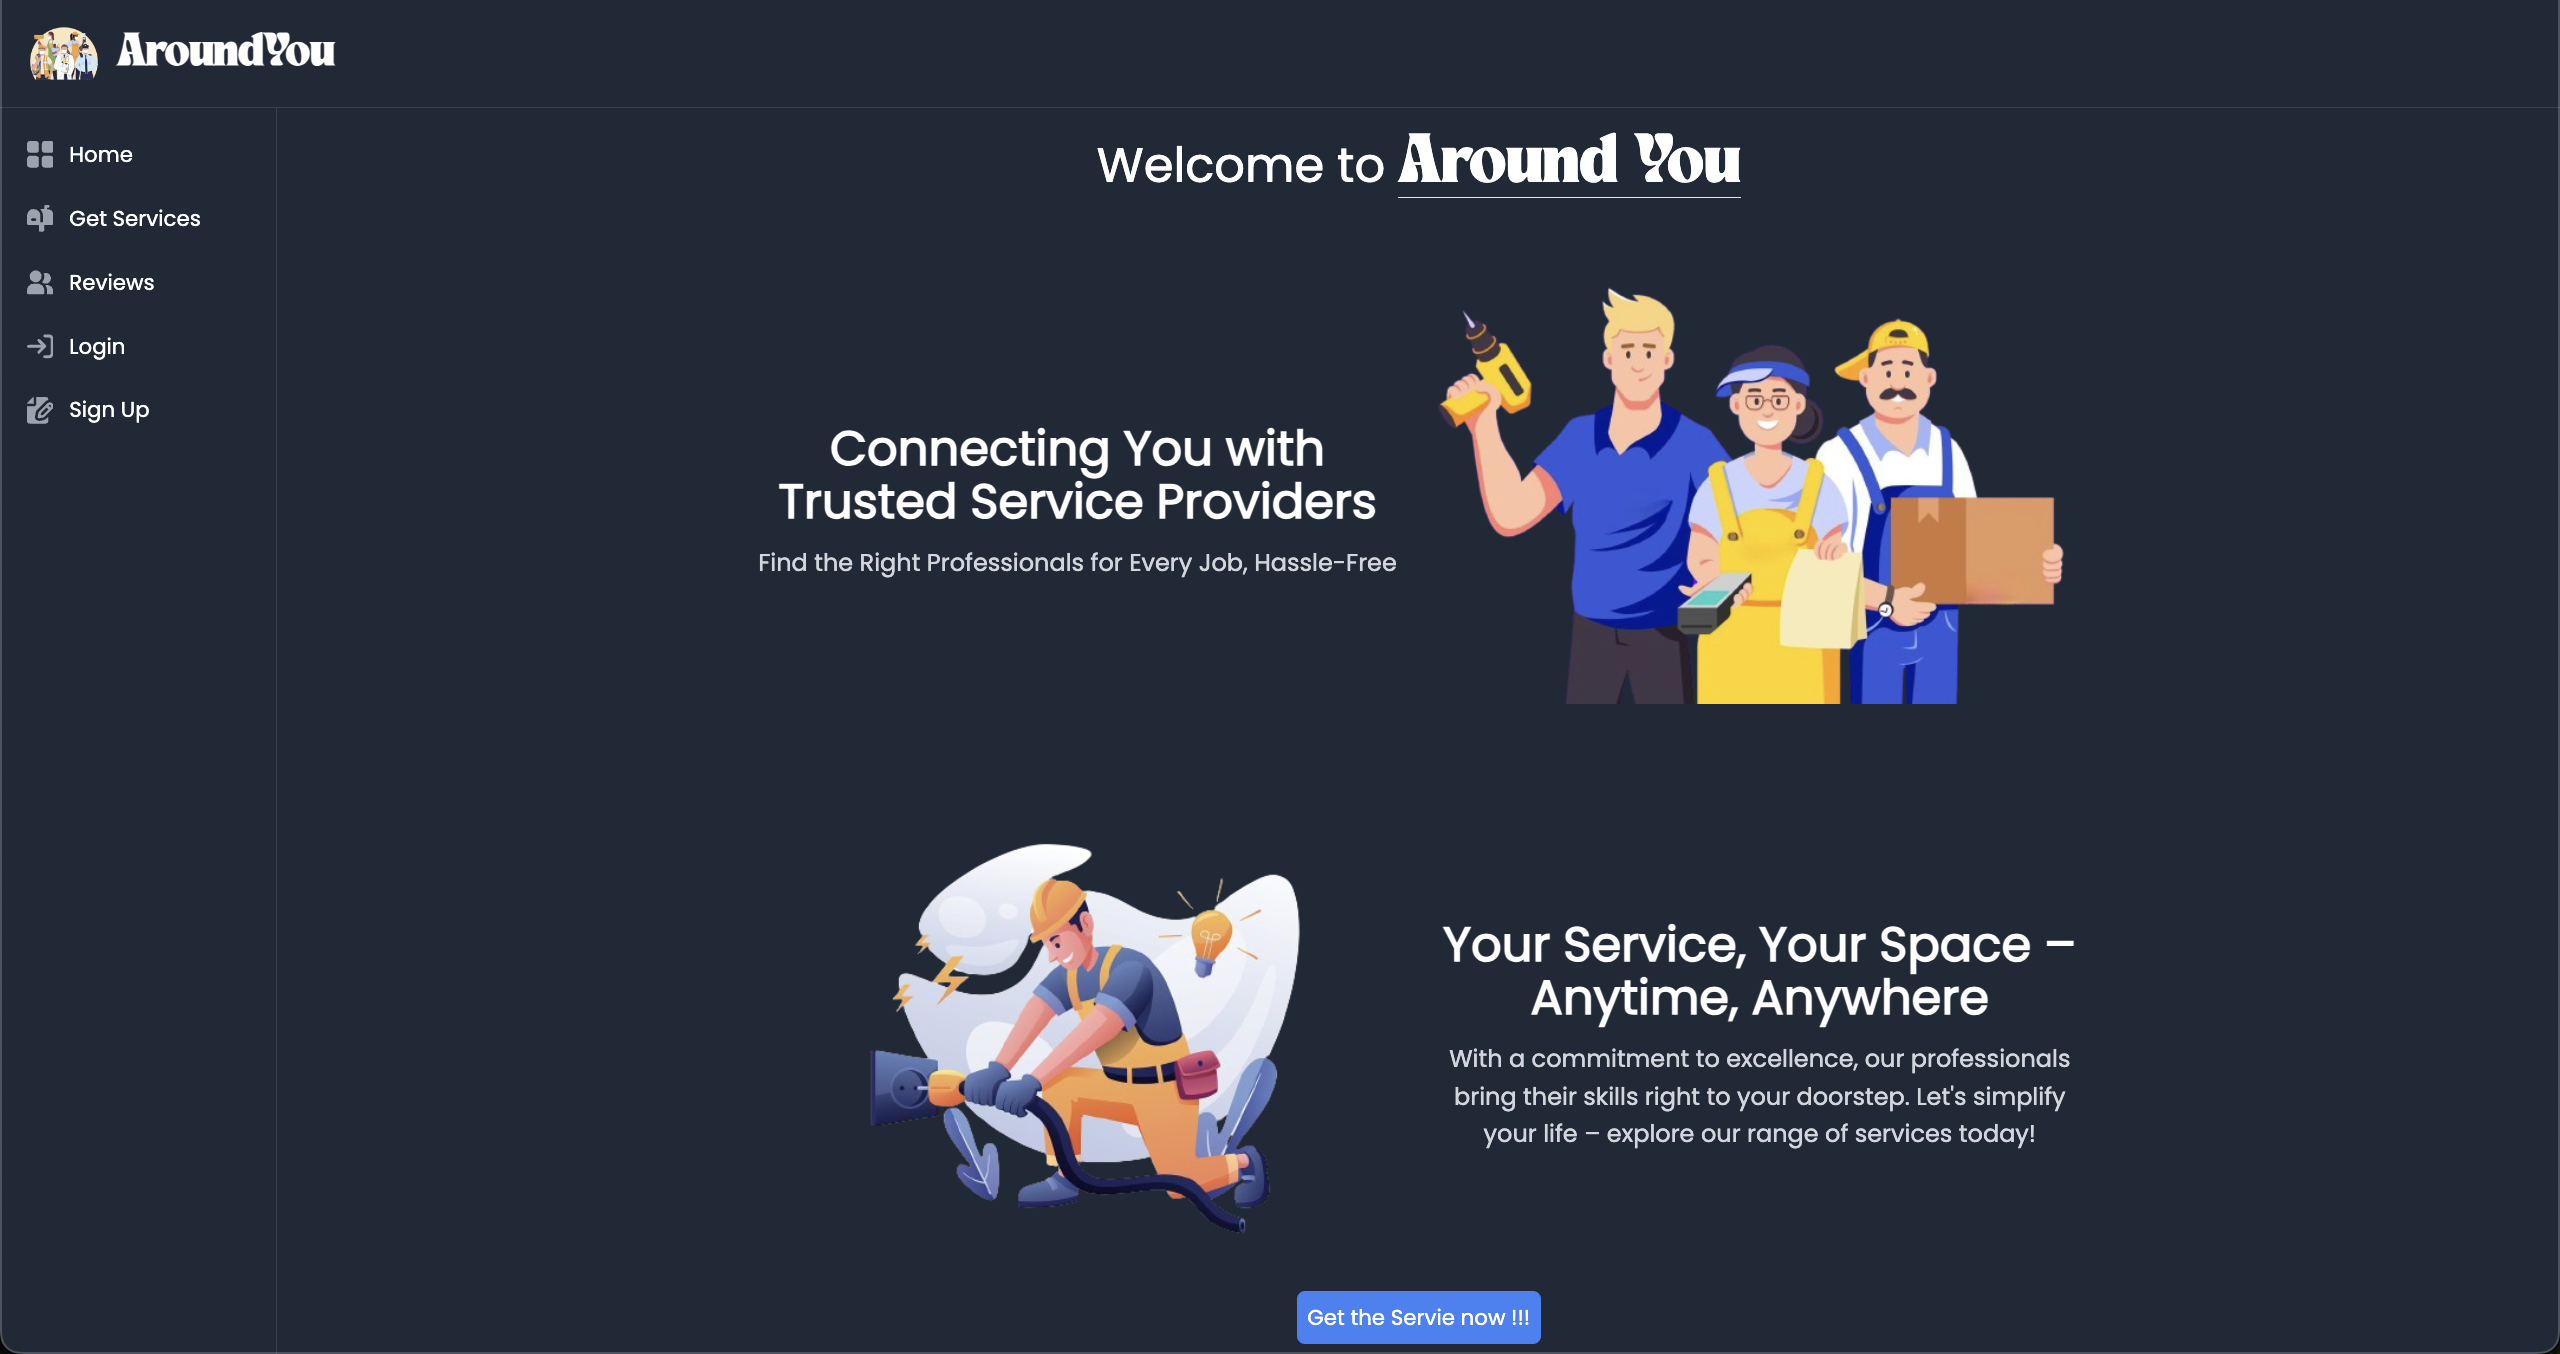 AroundYou
Home
Get Services
Reviews
Login
Sign Up
Welcome to Around You
Connecting You with
Trusted Service Providers
Find the Right Professionals for Every Job, Hassle-Free
Your Service, Your Space –
Anytime, Anywhere
With a commitment to excellence, our professionals
bring their skills right to your doorstep. Let's simplify
your life – explore our range of services today!
Get the Servie now !!!